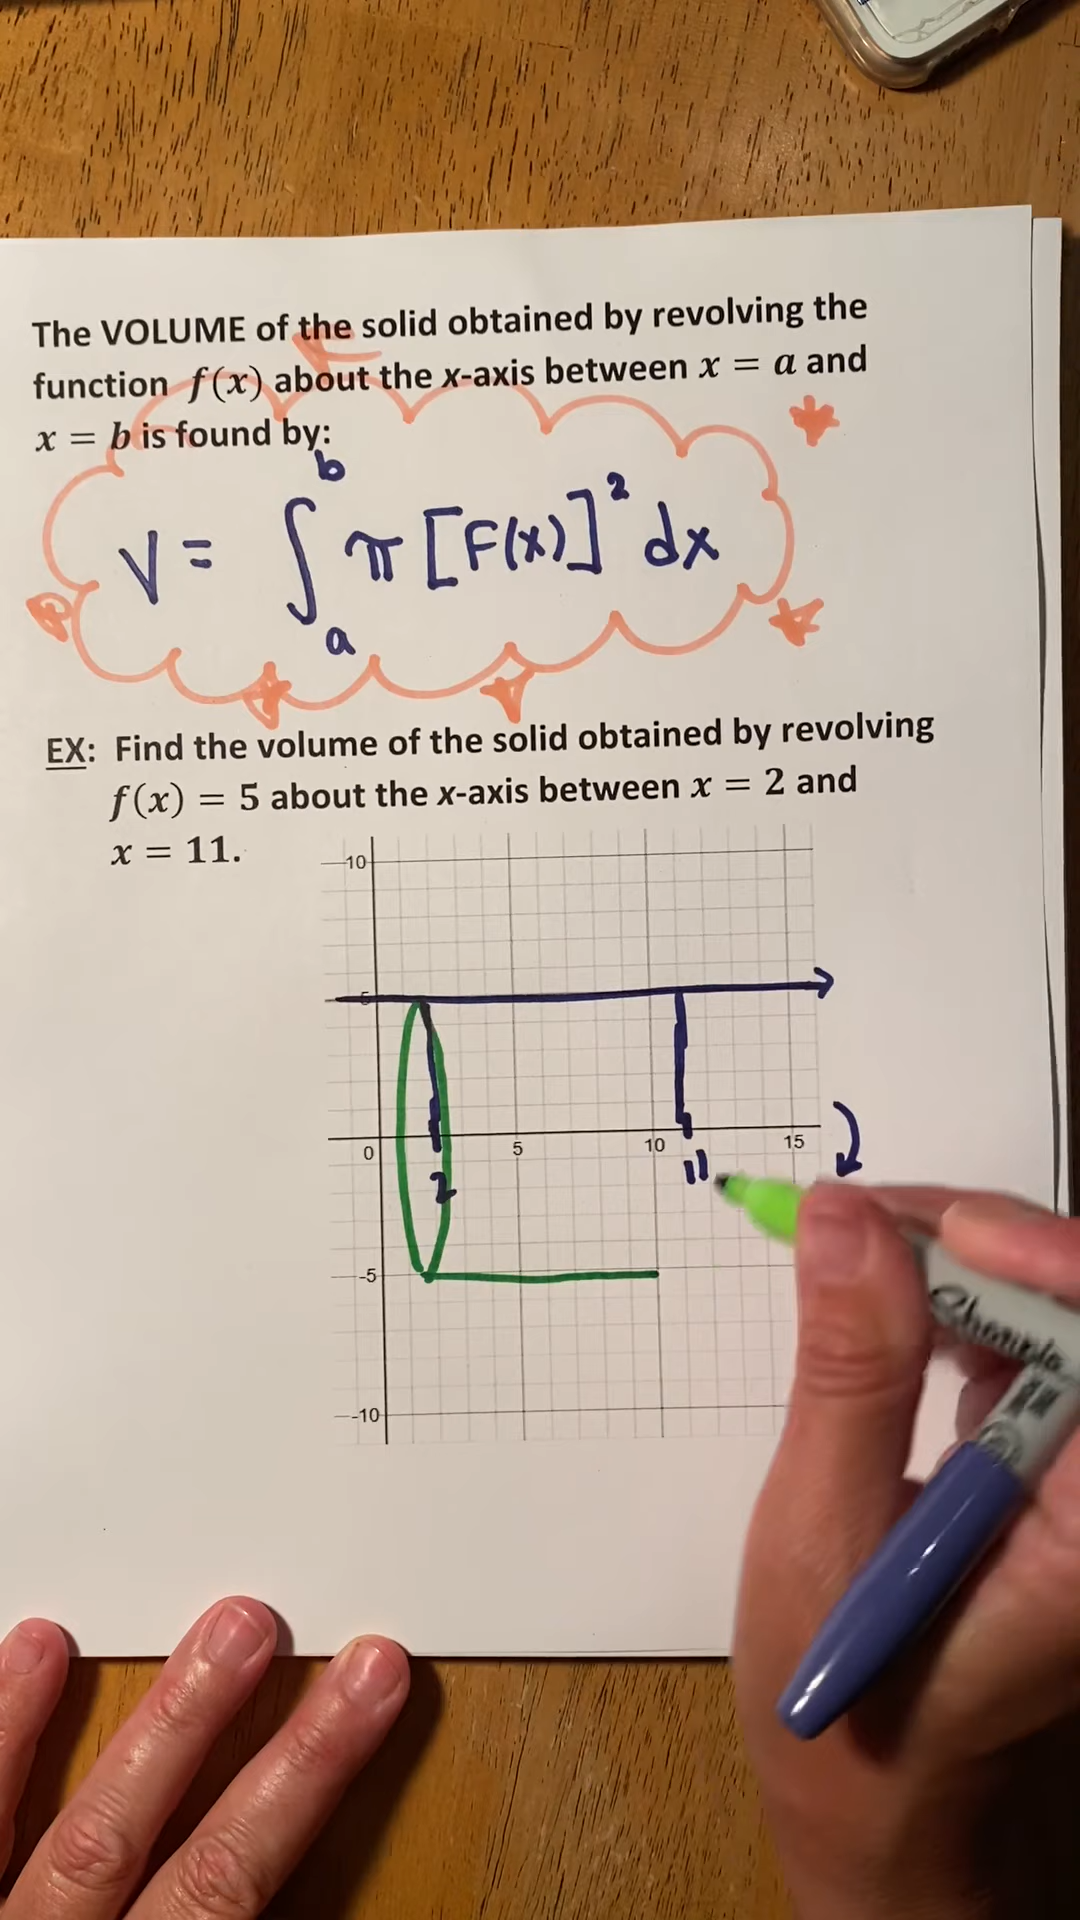 The VOLUME of the solid obtained by revolving the
function f(x) about the x-axis between x = a and
x = b is found by:
V = ∫ₐᵇ π [F(x)]² dx
EX: Find the volume of the solid obtained by revolving
f(x) = 5 about the x-axis between x = 2 and
x = 11.
10
5
0
5
10
15
2
11
-5
-10
Sharpie